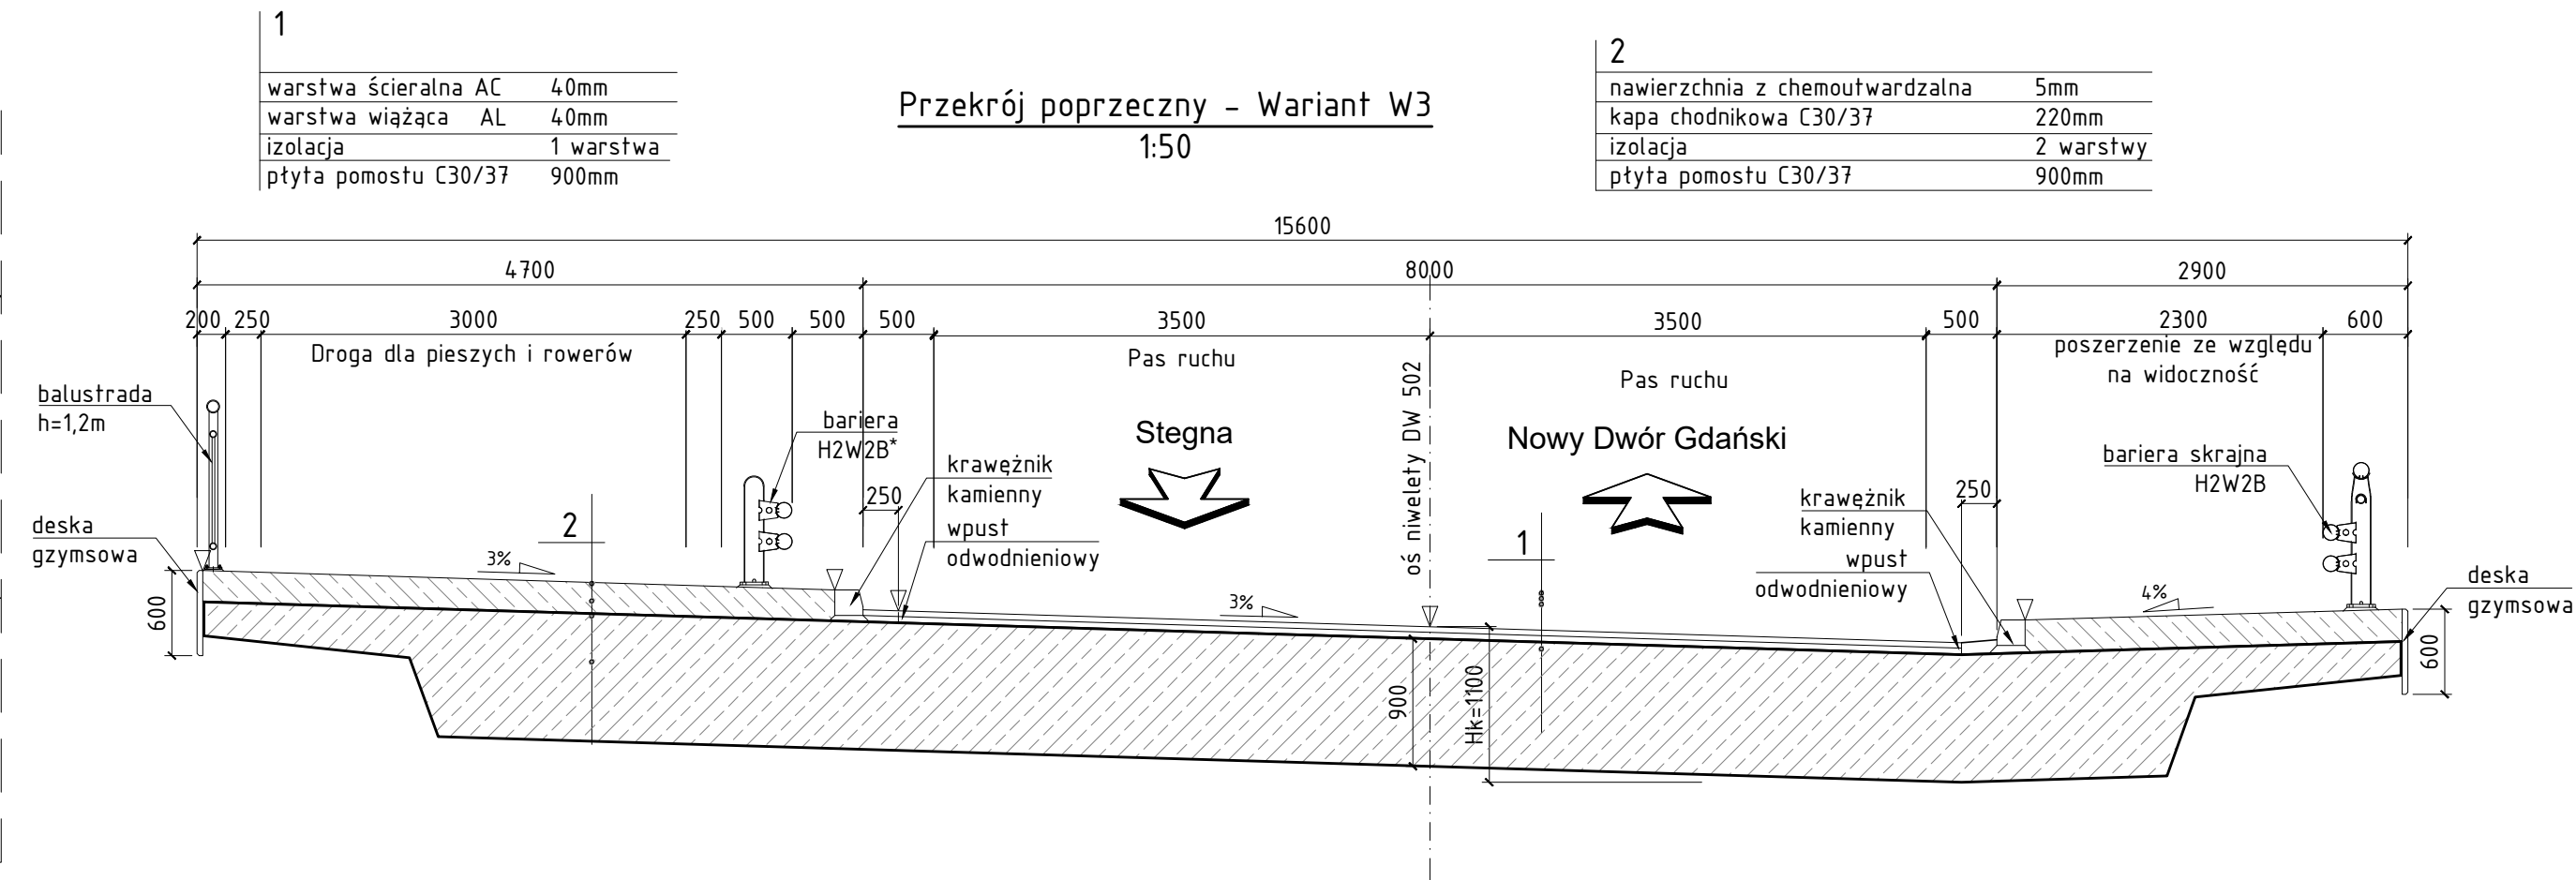 1
warstwa ścieralna AC 40mm
warstwa wiążąca AL 40mm
izolacja 1 warstwa
płyta pomostu C30/37 900mm
Przekrój poprzeczny - Wariant W3
1:50
2
nawierzchnia z chemoutwardzalna 5mm
kapa chodnikowa C30/37 220mm
izolacja 2 warstwy
płyta pomostu C30/37 900mm
15600
4700 8000 2900
200 250 3000 250 500 500 500 3500 3500 500 2300 600
Droga dla pieszych i rowerów
Pas ruchu
Pas ruchu
poszerzenie ze względu
na widoczność
balustrada
h=1,2m
bariera
H2W2B*
Stegna
oś niwelety DW 502
Nowy Dwór Gdański
bariera skrajna
H2W2B
krawężnik
kamienny
250
wpust
odwodnieniowy
krawężnik
kamienny
250
wpust
odwodnieniowy
deska
gzymsowa
2
1
3%
3%
4%
deska
gzymsowa
600
900
Hk=1100
600